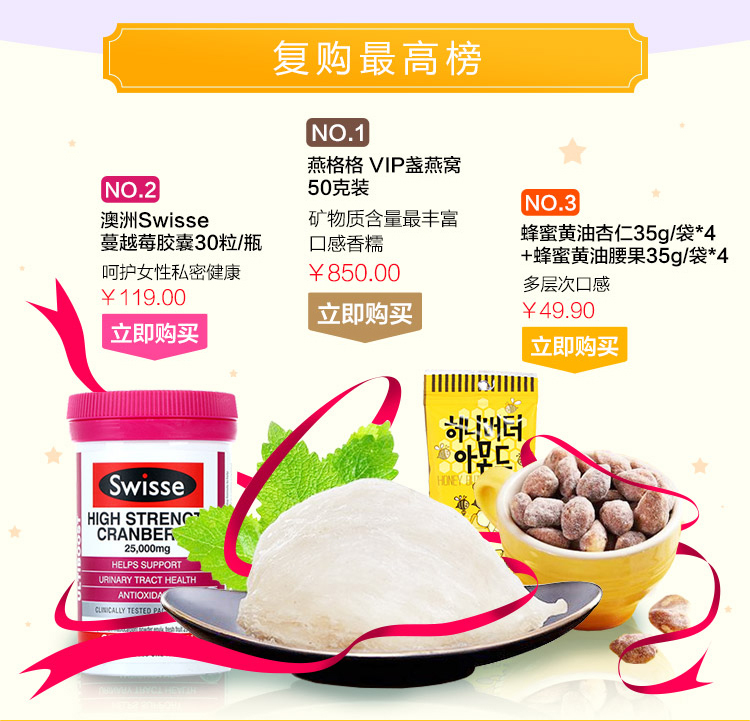 复购最高榜
NO.1
燕格格 VIP盏燕窝
50克装
矿物质含量最丰富
口感香糯
￥850.00
立即购买
NO.2
澳洲Swisse
蔓越莓胶囊30粒/瓶
呵护女性私密健康
￥119.00
立即购买
NO.3
蜂蜜黄油杏仁35g/袋*4
+蜂蜜黄油腰果35g/袋*4
多层次口感
￥49.90
立即购买
Swisse
HIGH STRENGT
CRANBER
25,000mg
HELPS SUPPORT
URINARY TRACT HEALTH
ANTIOXIDA
CLINICALLY TESTED PAC
허니버터
아몬드
HONEY BU